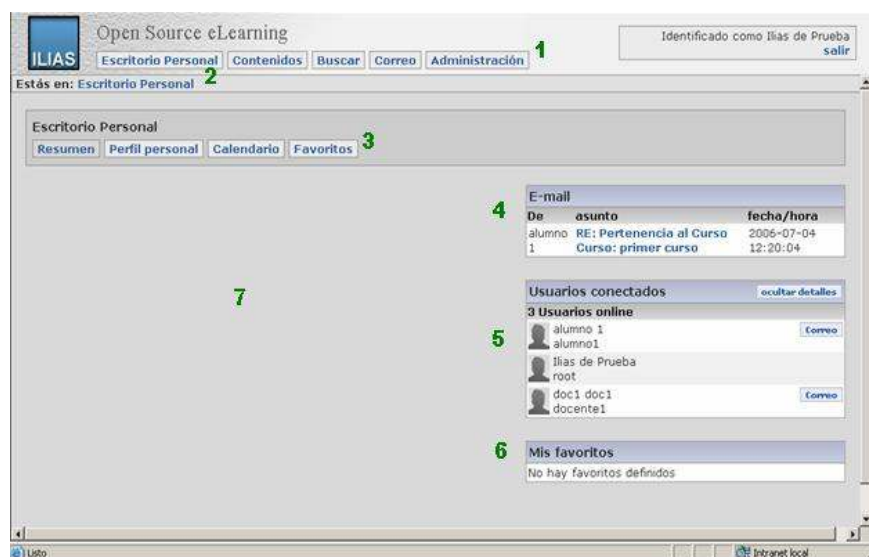 Open Source eLearning
ILIAS
Identificado como Ilias de Prueba
salir
Escritorio Personal Contenidos Buscar Correo Administración 1
Estás en: Escritorio Personal 2
Escritorio Personal
Resumen Perfil personal Calendario Favoritos 3
4 E-mail
De asunto fecha/hora
alumno RE: Pertenencia al Curso 2006-07-04
1 Curso: primer curso 12:20:04
7
Usuarios conectados ocultar detalles
3 Usuarios online
5
alumno 1 Correo
alumno1
Ilias de Prueba
root
doc1 doc1 Correo
docente1
6 Mis favoritos
No hay favoritos definidos
Listo Intranet local